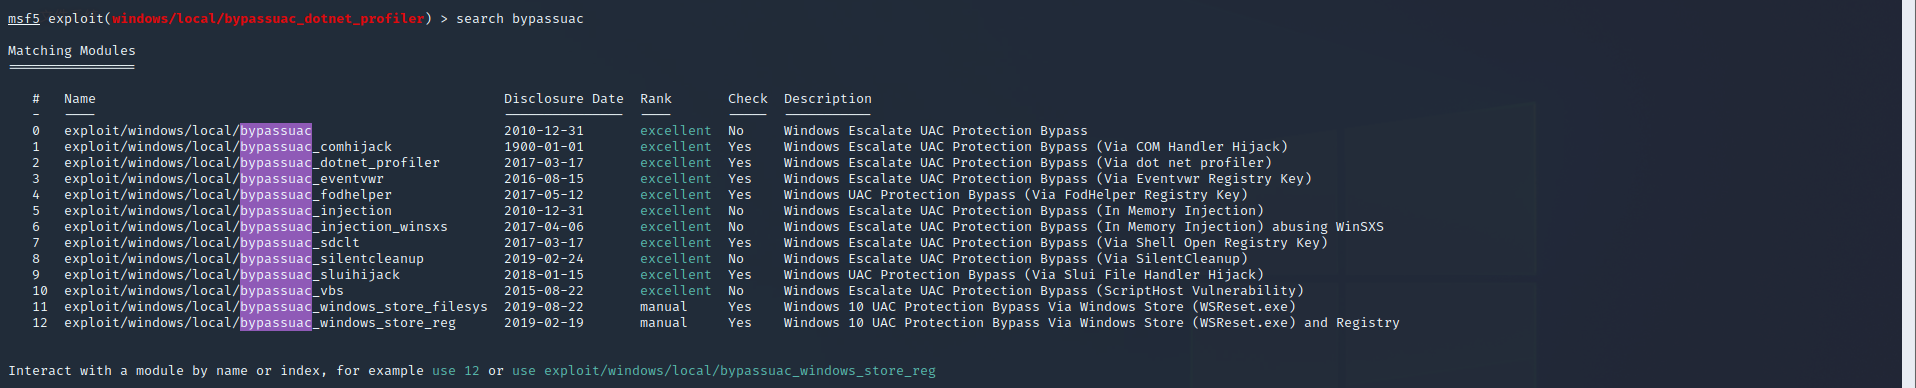 msf5 exploit(windows/local/bypassuac_dotnet_profiler) > search bypassuac
Matching Modules
================
# Name Disclosure Date Rank Check Description
- ---- --------------- ---- ----- -----------
0 exploit/windows/local/bypassuac 2010-12-31 excellent No Windows Escalate UAC Protection Bypass
1 exploit/windows/local/bypassuac_comhijack 1900-01-01 excellent Yes Windows Escalate UAC Protection Bypass (Via COM Handler Hijack)
2 exploit/windows/local/bypassuac_dotnet_profiler 2017-03-17 excellent Yes Windows Escalate UAC Protection Bypass (Via dot net profiler)
3 exploit/windows/local/bypassuac_eventvwr 2016-08-15 excellent Yes Windows Escalate UAC Protection Bypass (Via Eventvwr Registry Key)
4 exploit/windows/local/bypassuac_fodhelper 2017-05-12 excellent Yes Windows UAC Protection Bypass (Via FodHelper Registry Key)
5 exploit/windows/local/bypassuac_injection 2010-12-31 excellent No Windows Escalate UAC Protection Bypass (In Memory Injection)
6 exploit/windows/local/bypassuac_injection_winsxs 2017-04-06 excellent No Windows Escalate UAC Protection Bypass (In Memory Injection) abusing WinSXS
7 exploit/windows/local/bypassuac_sdclt 2017-03-17 excellent Yes Windows Escalate UAC Protection Bypass (Via Shell Open Registry Key)
8 exploit/windows/local/bypassuac_silentcleanup 2019-02-24 excellent No Windows Escalate UAC Protection Bypass (Via SilentCleanup)
9 exploit/windows/local/bypassuac_sluihijack 2018-01-15 excellent Yes Windows UAC Protection Bypass (Via Slui File Handler Hijack)
10 exploit/windows/local/bypassuac_vbs 2015-08-22 excellent No Windows Escalate UAC Protection Bypass (ScriptHost Vulnerability)
11 exploit/windows/local/bypassuac_windows_store_filesys 2019-08-22 manual Yes Windows 10 UAC Protection Bypass Via Windows Store (WSReset.exe)
12 exploit/windows/local/bypassuac_windows_store_reg 2019-02-19 manual Yes Windows 10 UAC Protection Bypass Via Windows Store (WSReset.exe) and Registry
Interact with a module by name or index, for example use 12 or use exploit/windows/local/bypassuac_windows_store_reg